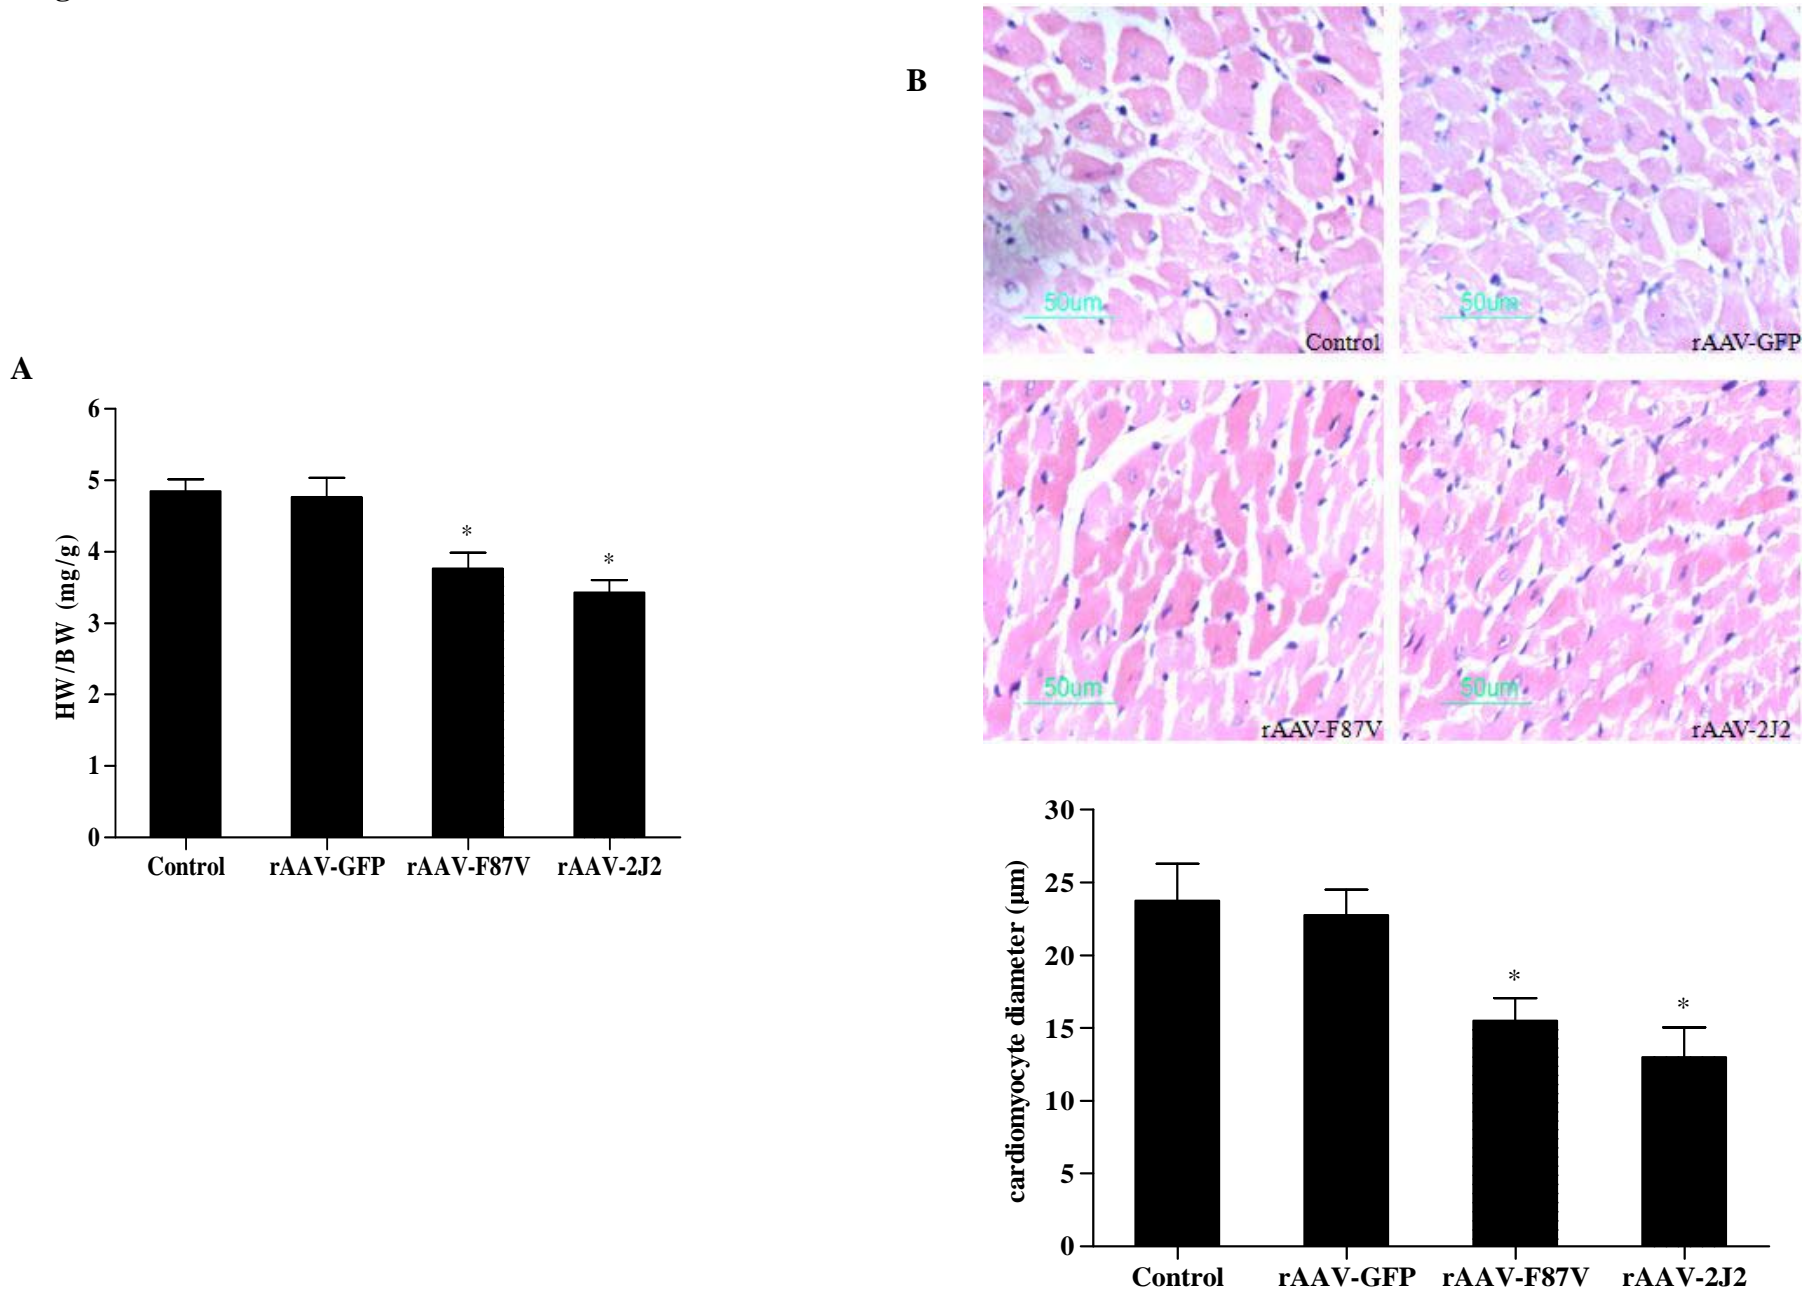 A
HW/BW (mg/g)
6
5
4
3
2
1
0
*
*
Control rAAV-GFP rAAV-F87V rAAV-2J2
B
50um
Control
50um
rAAV-GFP
50um
rAAV-F87V
50um
rAAV-2J2
cardiomyocyte diameter (µm)
30
25
20
15
10
5
0
*
*
Control rAAV-GFP rAAV-F87V rAAV-2J2